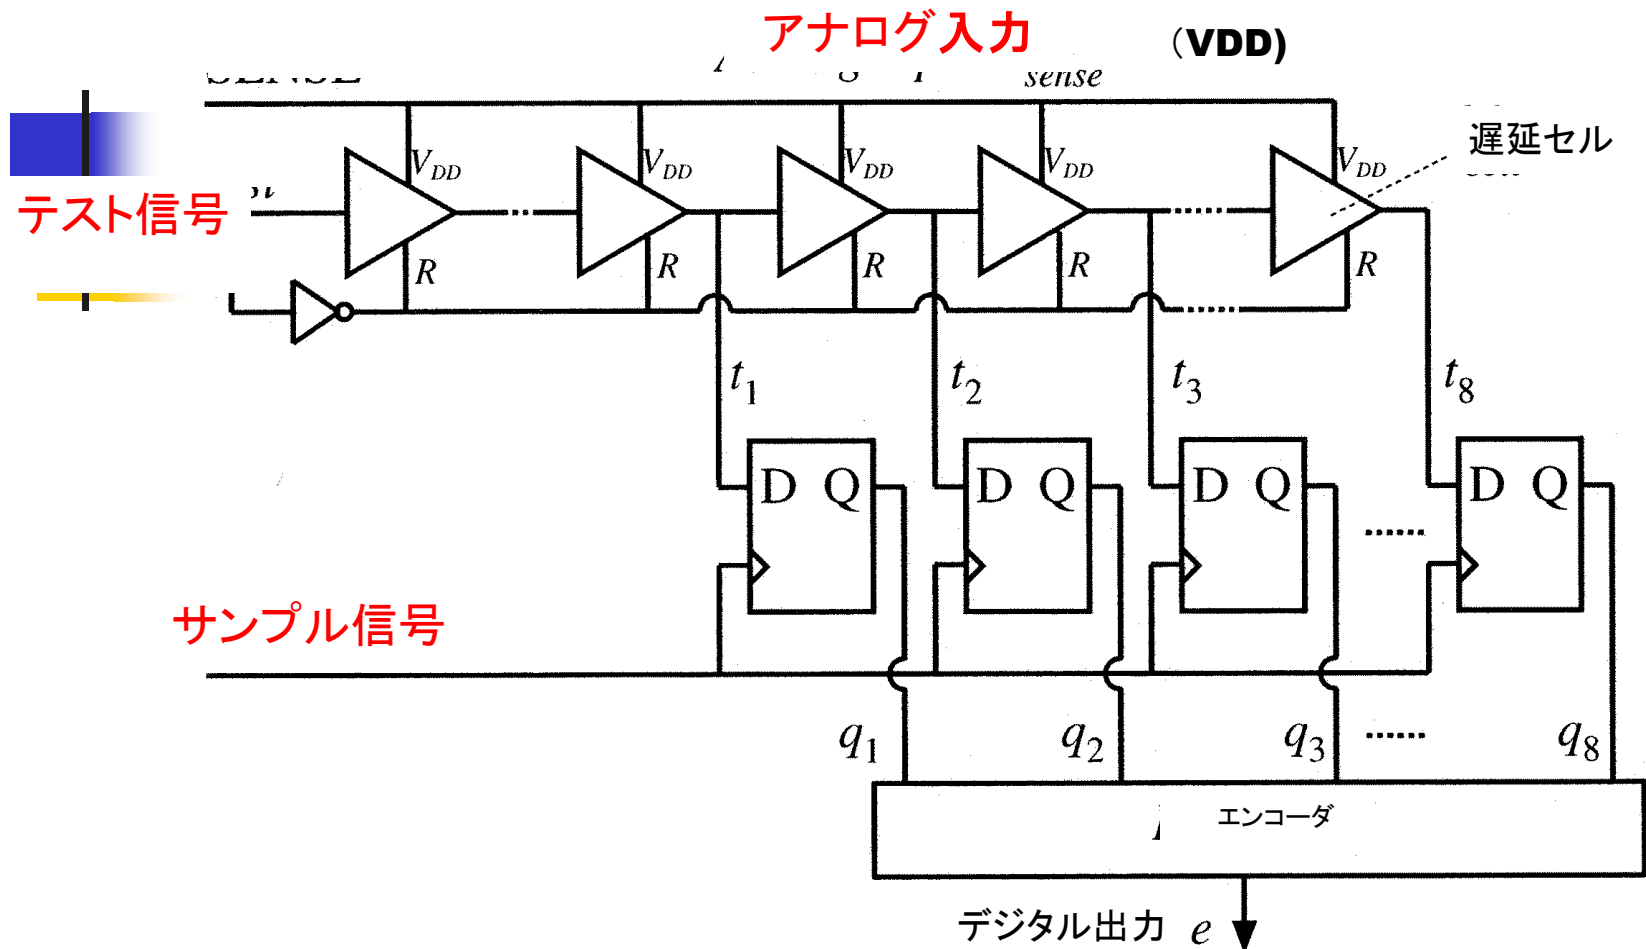 アナログ入力 (VDD)
sense
VDD VDD VDD VDD VDD
遅延セル
テスト信号
R R R R R
t1 t2 t3 t8
D Q D Q D Q D Q
サンプル信号
q1 q2 q3 q8
エンコーダ
デジタル出力 e